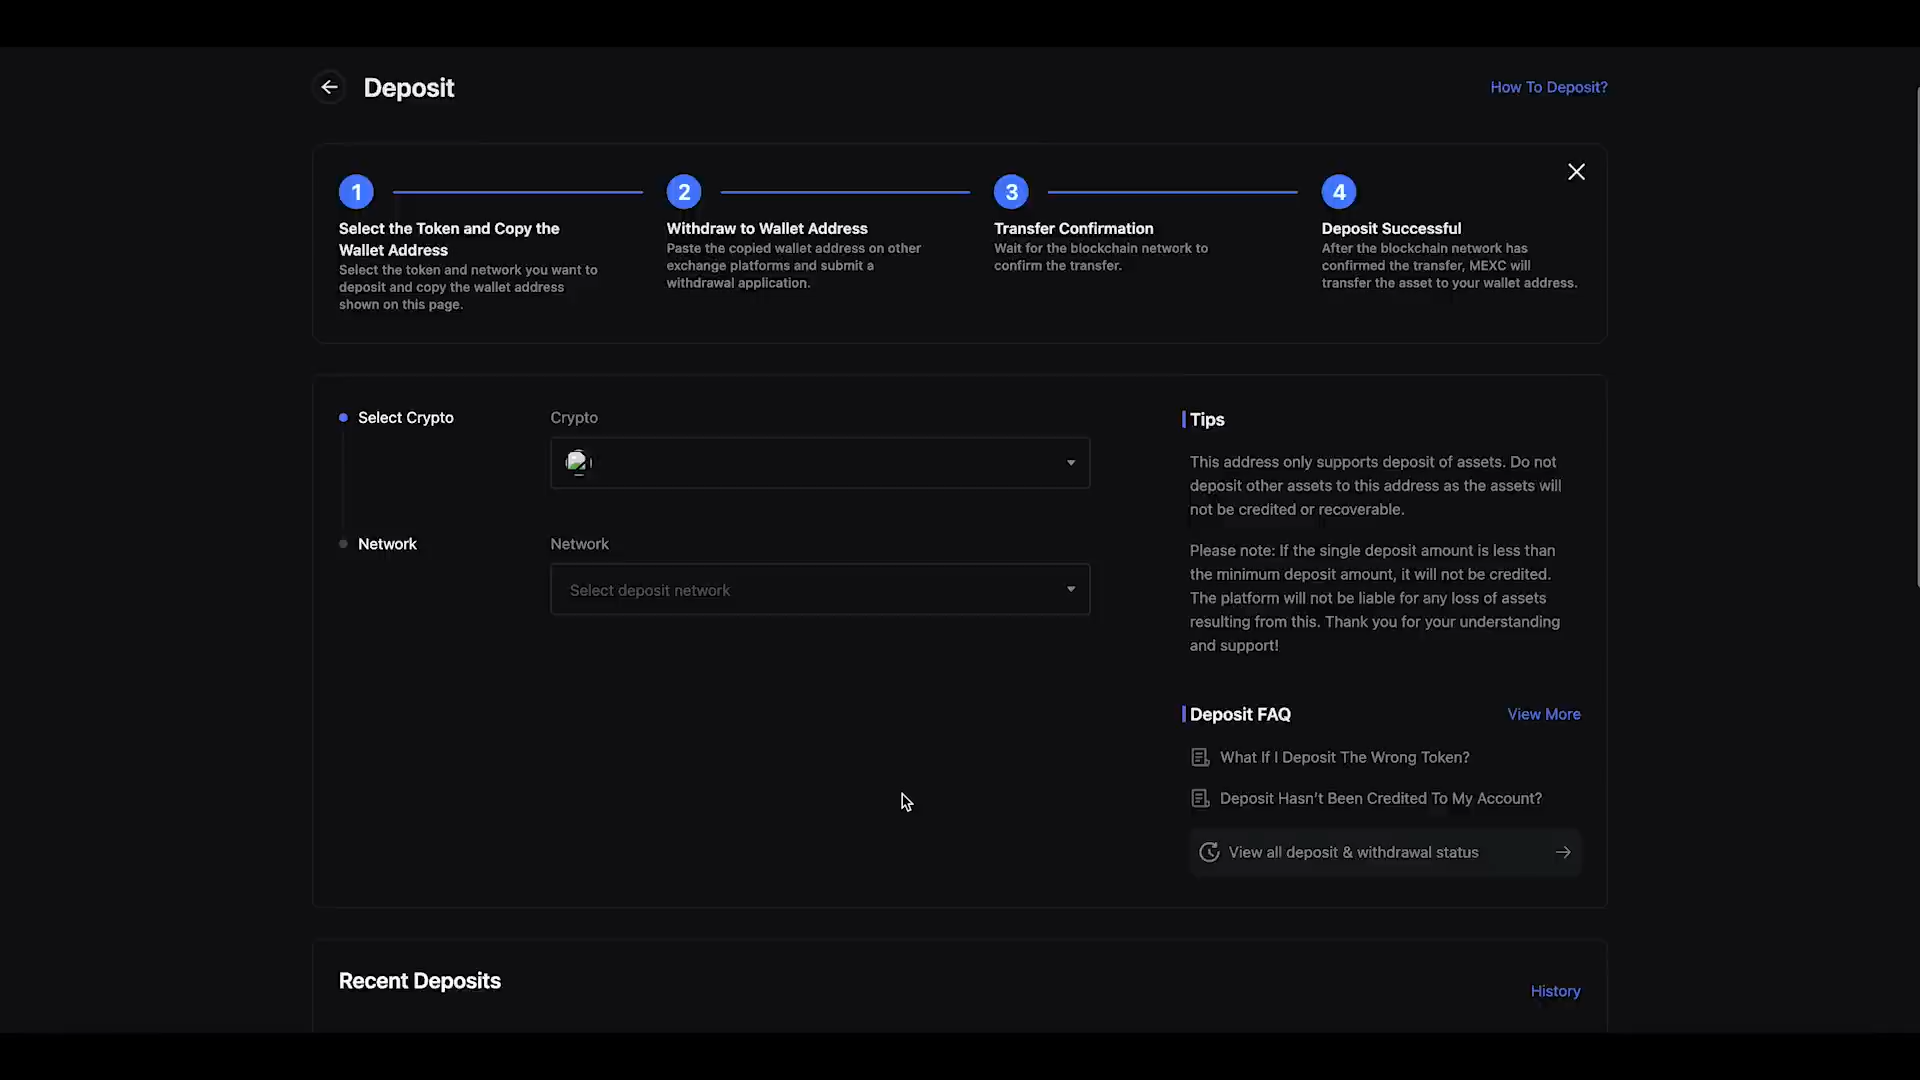 Deposit
How To Deposit?
1
2
3
4
Select the Token and Copy the
Wallet Address
Select the token and network you want to
deposit and copy the wallet address
shown on this page.
Withdraw to Wallet Address
Paste the copied wallet address on other
exchange platforms and submit a
withdrawal application.
Transfer Confirmation
Wait for the blockchain network to
confirm the transfer.
Deposit Successful
After the blockchain network has
confirmed the transfer, MEXC will
transfer the asset to your wallet address.
Select Crypto
Crypto
Network
Network
Select deposit network
Tips
This address only supports deposit of assets. Do not
deposit other assets to this address as the assets will
not be credited or recoverable.
Please note: If the single deposit amount is less than
the minimum deposit amount, it will not be credited.
The platform will not be liable for any loss of assets
resulting from this. Thank you for your understanding
and support!
Deposit FAQ
View More
What If I Deposit The Wrong Token?
Deposit Hasn't Been Credited To My Account?
View all deposit & withdrawal status
Recent Deposits
History